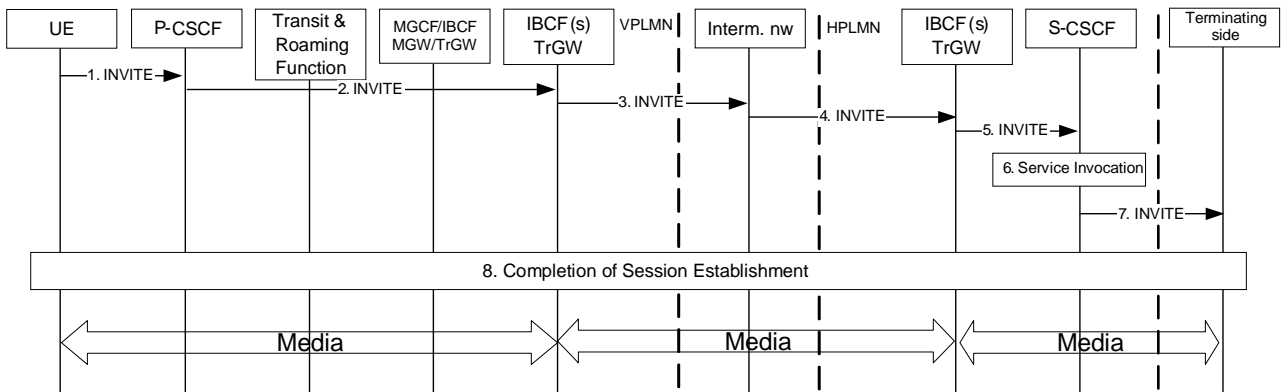 UE
P-CSCF
Transit &
Roaming
Function
MGCF/IBCF
MGW/TrGW
IBCF (s)
TrGW
VPLMN
Interm. nw
HPLMN
IBCF (s)
TrGW
S-CSCF
Terminating
side
1. INVITE
2. INVITE
3. INVITE
4. INVITE
5. INVITE
6. Service Invocation
7. INVITE
8. Completion of Session Establishment
Media
Media
Media